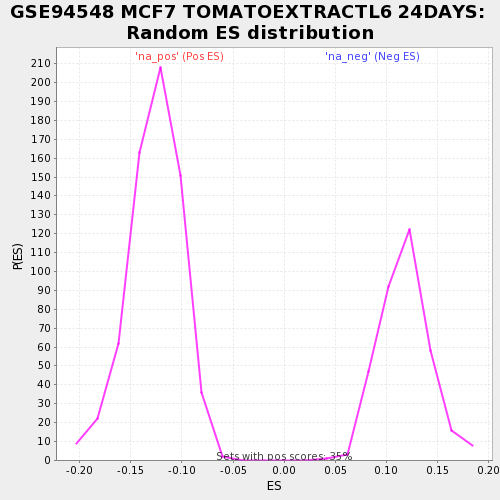 GSE94548 MCF7 TOMATOEXTRACTL6 24DAYS:
Random ES distribution
'na_pos' (Pos ES)
'na_neg' (Neg ES)
210
200
190
180
170
160
150
140
130
120
110
100
90
80
70
60
50
40
30
20
10
0
P(ES)
Sets with pos scores: 35%
-0.20 -0.15 -0.10 -0.05 0.00 0.05 0.10 0.15 0.20
ES